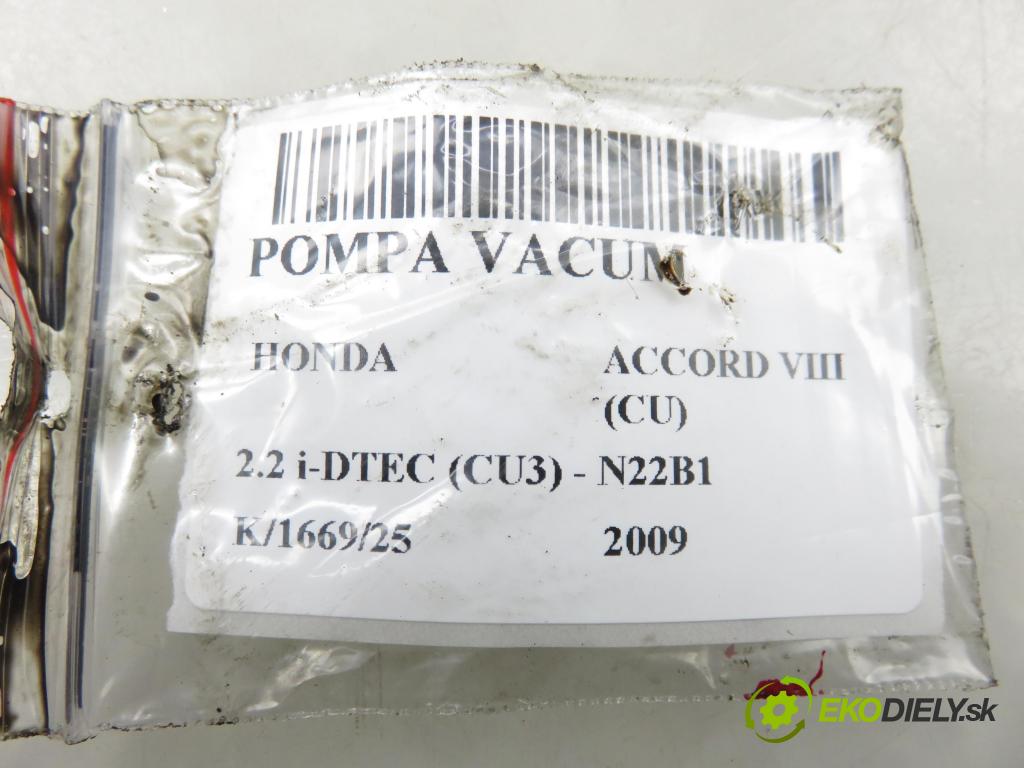 POMPA VACUM
HONDA ACCORD VIII
(CU)
2.2 i-DTEC (CU3) - N22B1
K/1669/25 2009
EKODIELY.sk